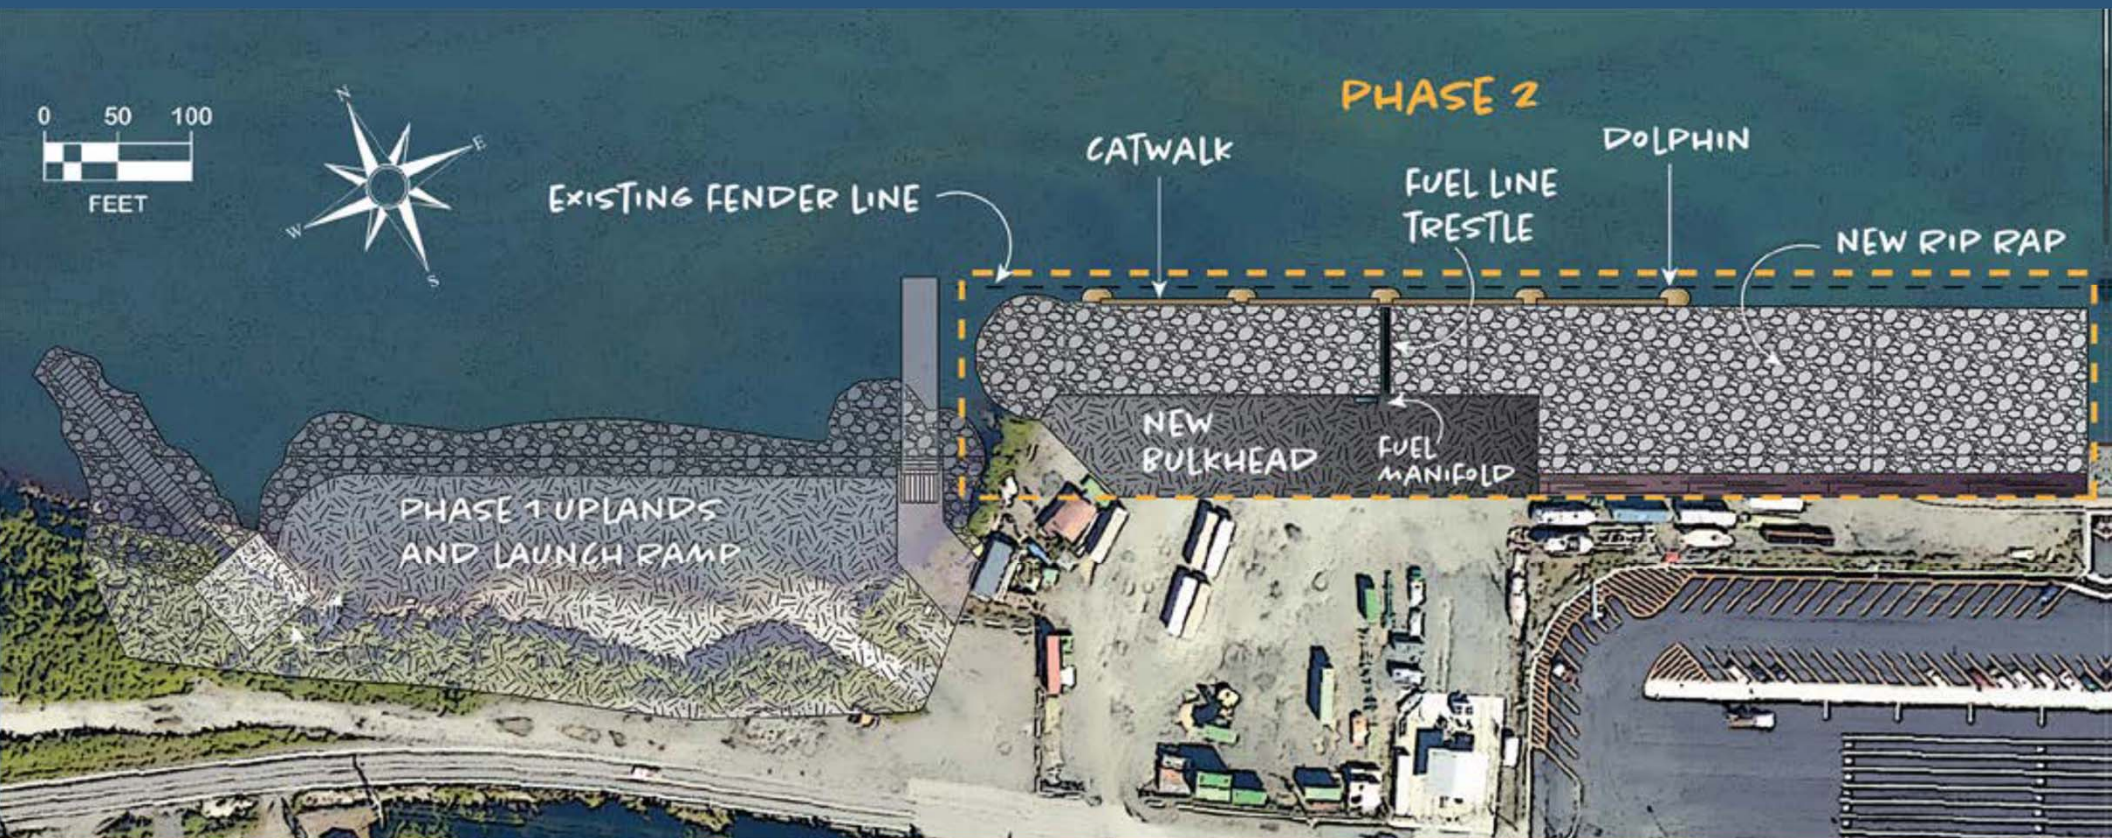 0 50 100
FEET
N
E
W
S
PHASE 2
CATWALK
DOLPHIN
EXISTING FENDER LINE
FUEL LINE
TRESTLE
NEW RIP RAP
NEW
BULKHEAD
FUEL
MANIFOLD
PHASE 1 UPLANDS
AND LAUNCH RAMP